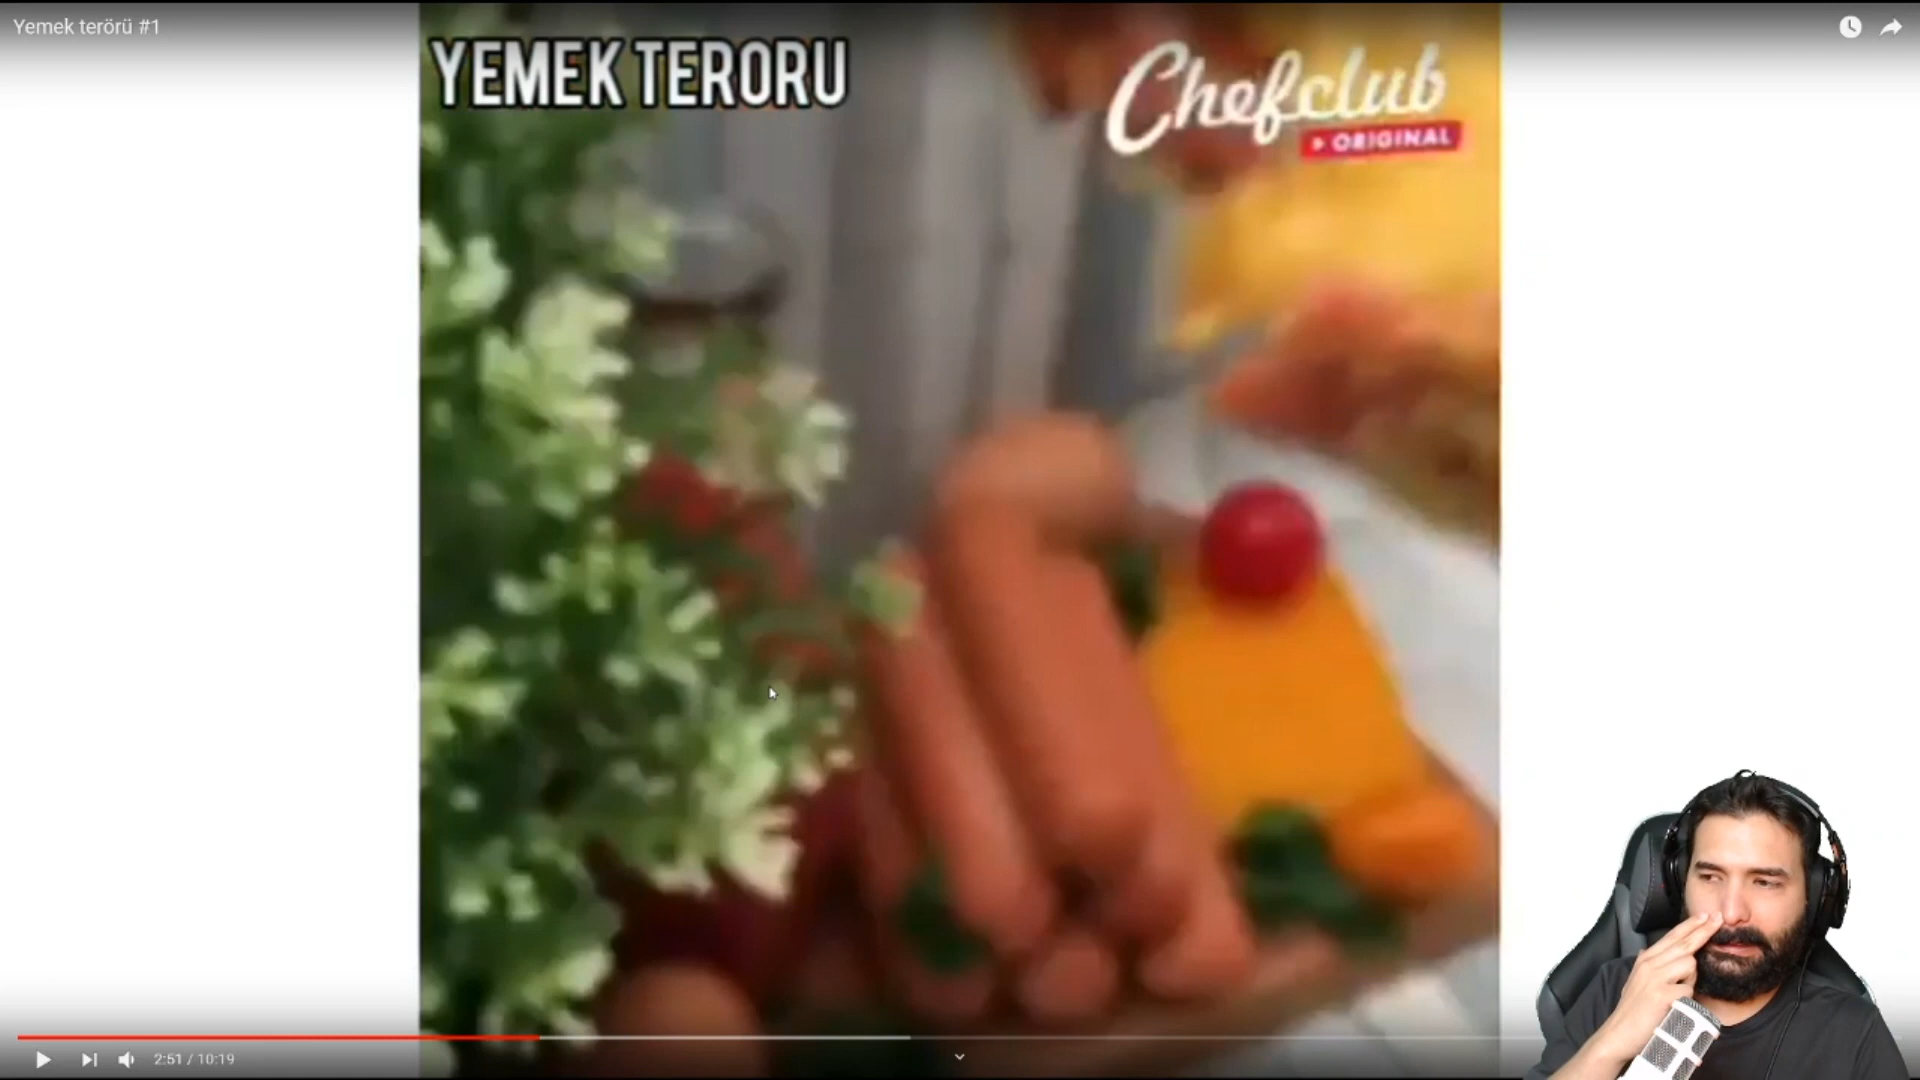 Yemek terörü #1
YEMEK TERORU
Chefclub
ORIGINAL
2:51 / 10:19